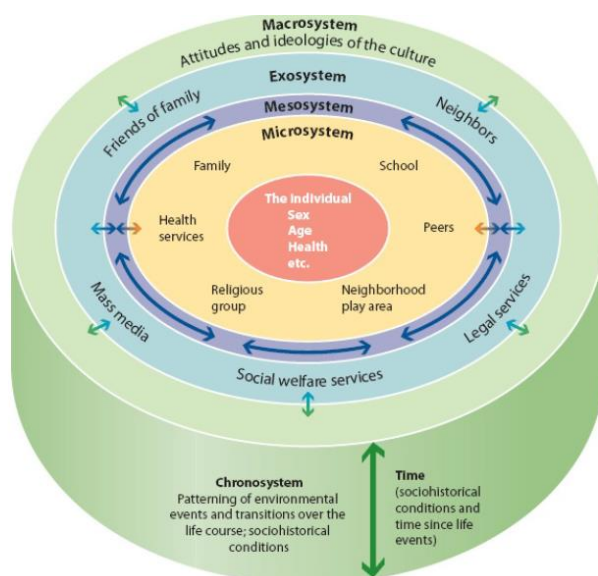 Macrosystem
Attitudes and ideologies of the culture
Exosystem
Friends of family
Neighbors
Mesosystem
Microsystem
Family
School
The Individual
Sex
Age
Health
etc.
Health
services
Peers
Religious
group
Neighborhood
play area
Mass media
Legal services
Social welfare services
Chronosystem
Patterning of environmental
events and transitions over the
life course; sociohistorical
conditions
Time
(sociohistorical
conditions and
time since life
events)